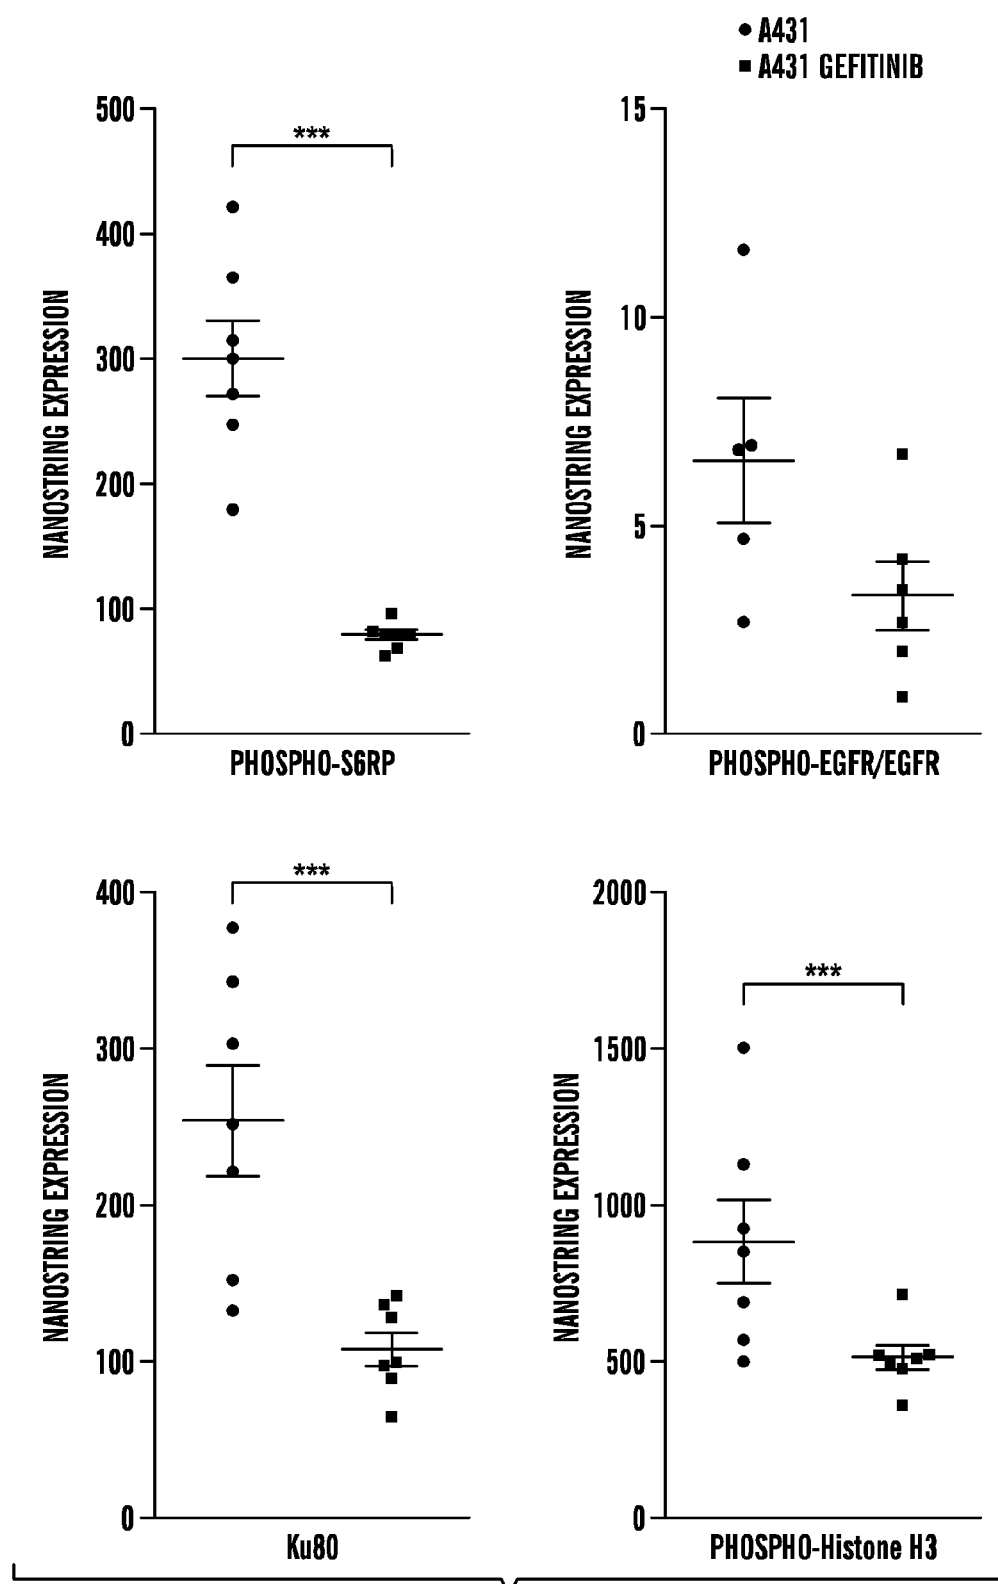 A431
A431 GEFITINIB
500
400
300
200
100
0
NANOSTRING EXPRESSION
***
PHOSPHO-S6RP
15
10
5
0
NANOSTRING EXPRESSION
PHOSPHO-EGFR/EGFR
400
300
200
100
0
NANOSTRING EXPRESSION
***
Ku80
2000
1500
1000
500
0
NANOSTRING EXPRESSION
***
PHOSPHO-Histone H3